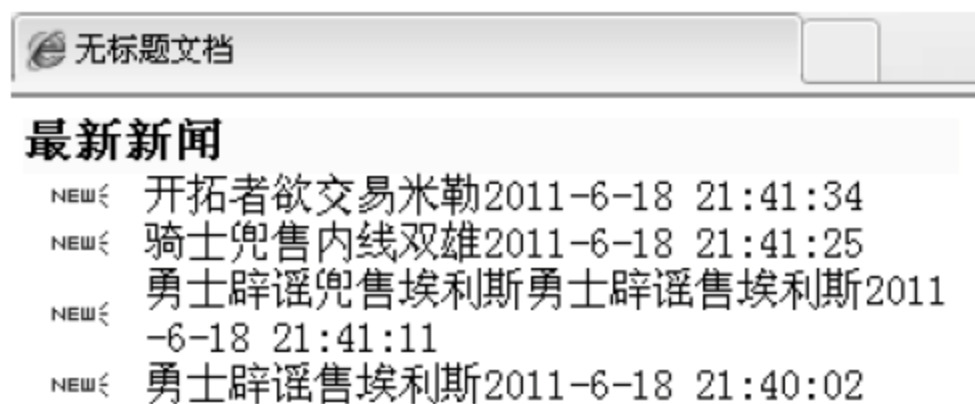 无标题文档
最新新闻
NEW 开拓者欲交易米勒2011-6-18 21:41:34
NEW 骑士兜售内线双雄2011-6-18 21:41:25
NEW 勇士辟谣兜售埃利斯勇士辟谣售埃利斯2011
-6-18 21:41:11
NEW 勇士辟谣售埃利斯2011-6-18 21:40:02